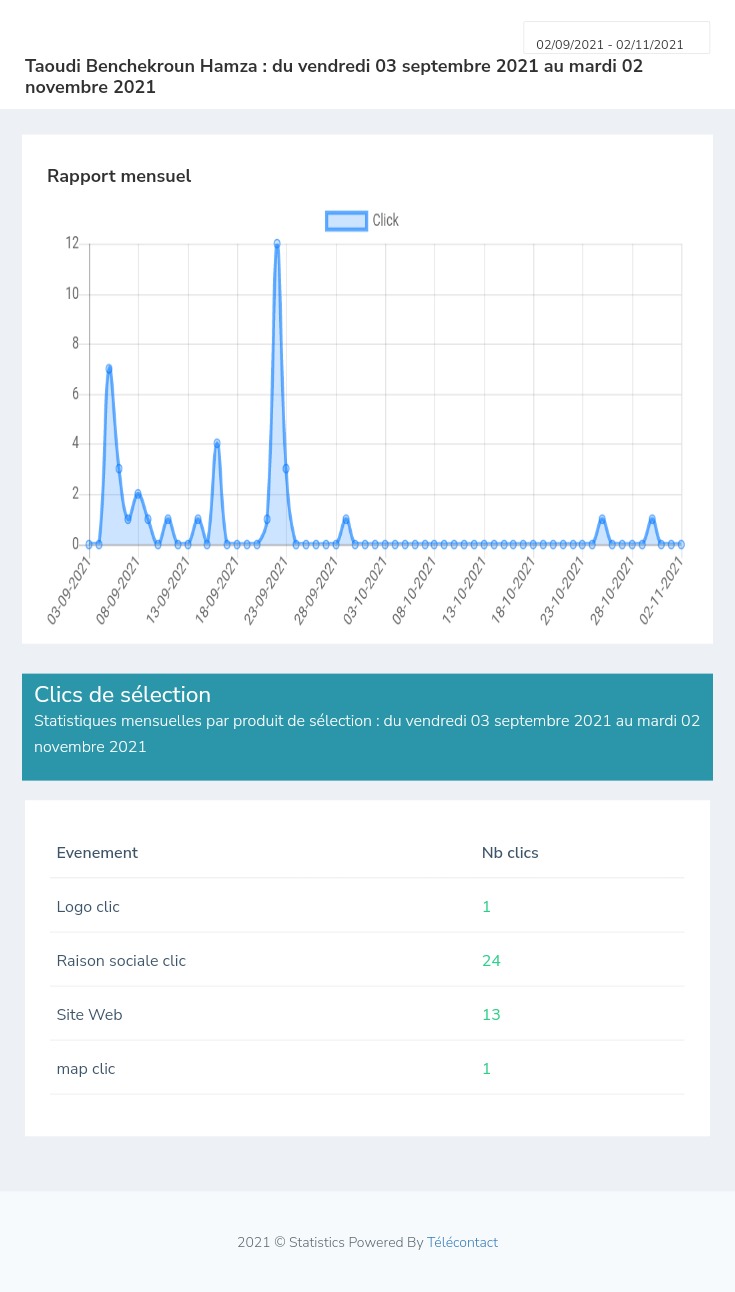 02/09/2021 - 02/11/2021
Taoudi Benchekroun Hamza : du vendredi 03 septembre 2021 au mardi 02
novembre 2021
Rapport mensuel
Click
12
10
8
6
4
2
0
03-09-2021
08-09-2021
13-09-2021
18-09-2021
23-09-2021
28-09-2021
03-10-2021
08-10-2021
13-10-2021
18-10-2021
23-10-2021
28-10-2021
02-11-2021
Clics de sélection
Statistiques mensuelles par produit de sélection : du vendredi 03 septembre 2021 au mardi 02
novembre 2021
Evenement Nb clics
Logo clic 1
Raison sociale clic 24
Site Web 13
map clic 1
2021 © Statistics Powered By Télécontact